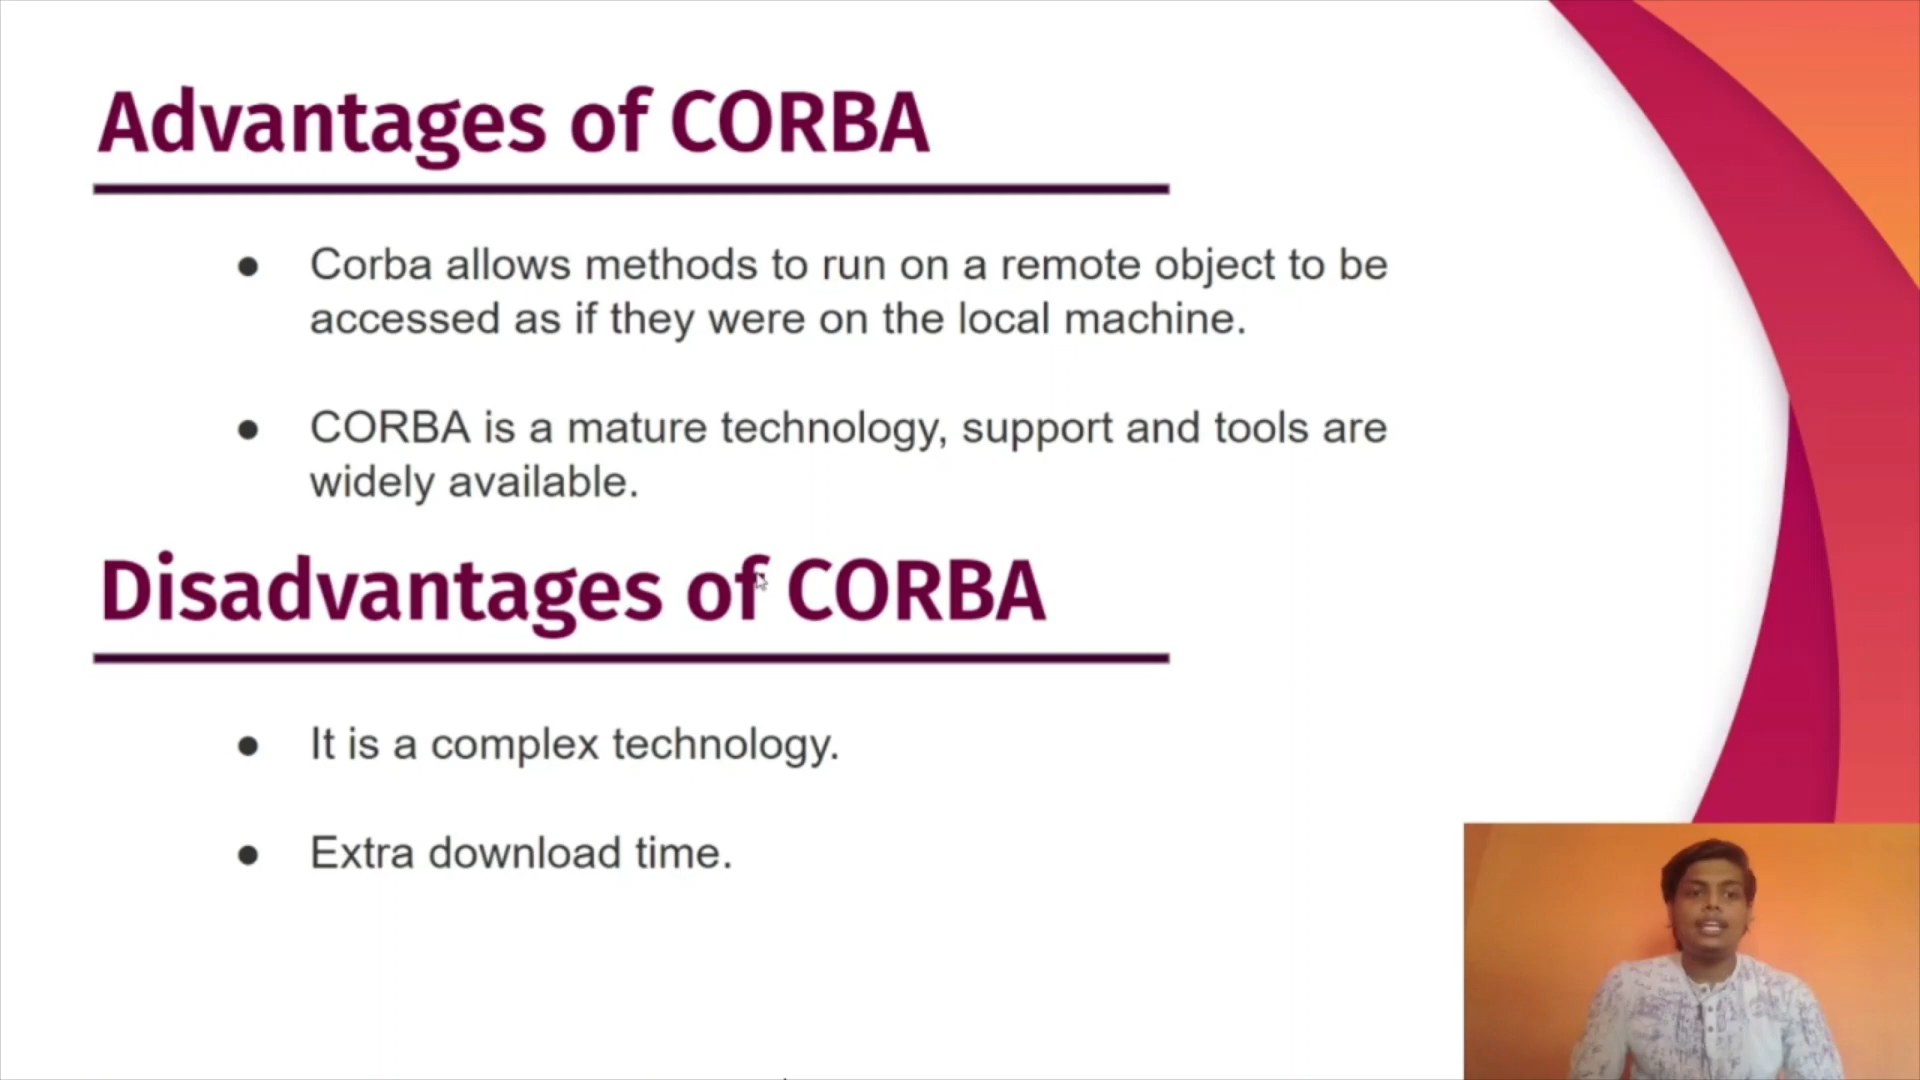 Advantages of CORBA
● Corba allows methods to run on a remote object to be
accessed as if they were on the local machine.
● CORBA is a mature technology, support and tools are
widely available.
Disadvantages of CORBA
● It is a complex technology.
● Extra download time.